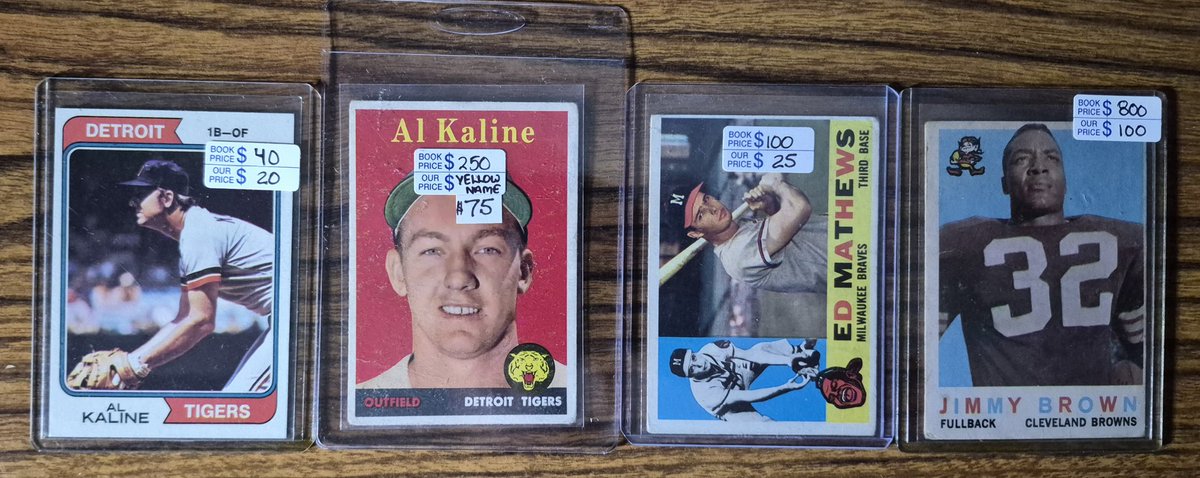 DETROIT
1B—OF
BOOK PRICE $ 40
OUR PRICE $ 20
AL
KALINE
TIGERS
Al Kaline
BOOK PRICE $ 250
OUR PRICE $ YELLOW
NAME
$75
OUTFIELD DETROIT TIGERS
BOOK PRICE $ 100
OUR PRICE $ 25
M
M
ED MATHEWS THIRD BASE
MILWAUKEE BRAVES
BOOK PRICE $ 800
OUR PRICE $ 100
32
JIMMY BROWN
FULLBACK CLEVELAND BROWNS